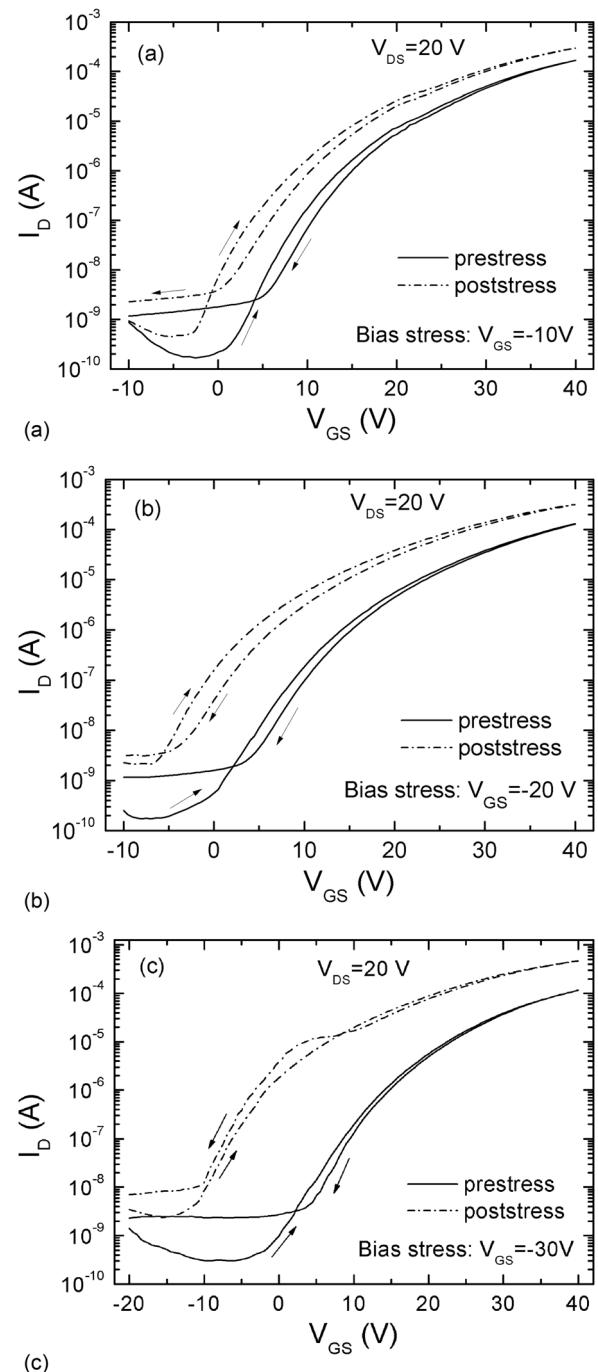 (a)
V_DS=20 V
10^-3
10^-4
10^-5
10^-6
10^-7
10^-8
10^-9
10^-10
I_D (A)
prestress
poststress
Bias stress: V_GS=-10V
-10 0 10 20 30 40
V_GS (V)
(a)
(b)
V_DS=20 V
10^-3
10^-4
10^-5
10^-6
10^-7
10^-8
10^-9
10^-10
I_D (A)
prestress
poststress
Bias stress: V_GS=-20 V
-10 0 10 20 30 40
V_GS (V)
(b)
(c)
V_DS=20 V
10^-3
10^-4
10^-5
10^-6
10^-7
10^-8
10^-9
10^-10
I_D (A)
prestress
poststress
Bias stress: V_GS=-30V
-20 -10 0 10 20 30 40
V_GS (V)
(c)